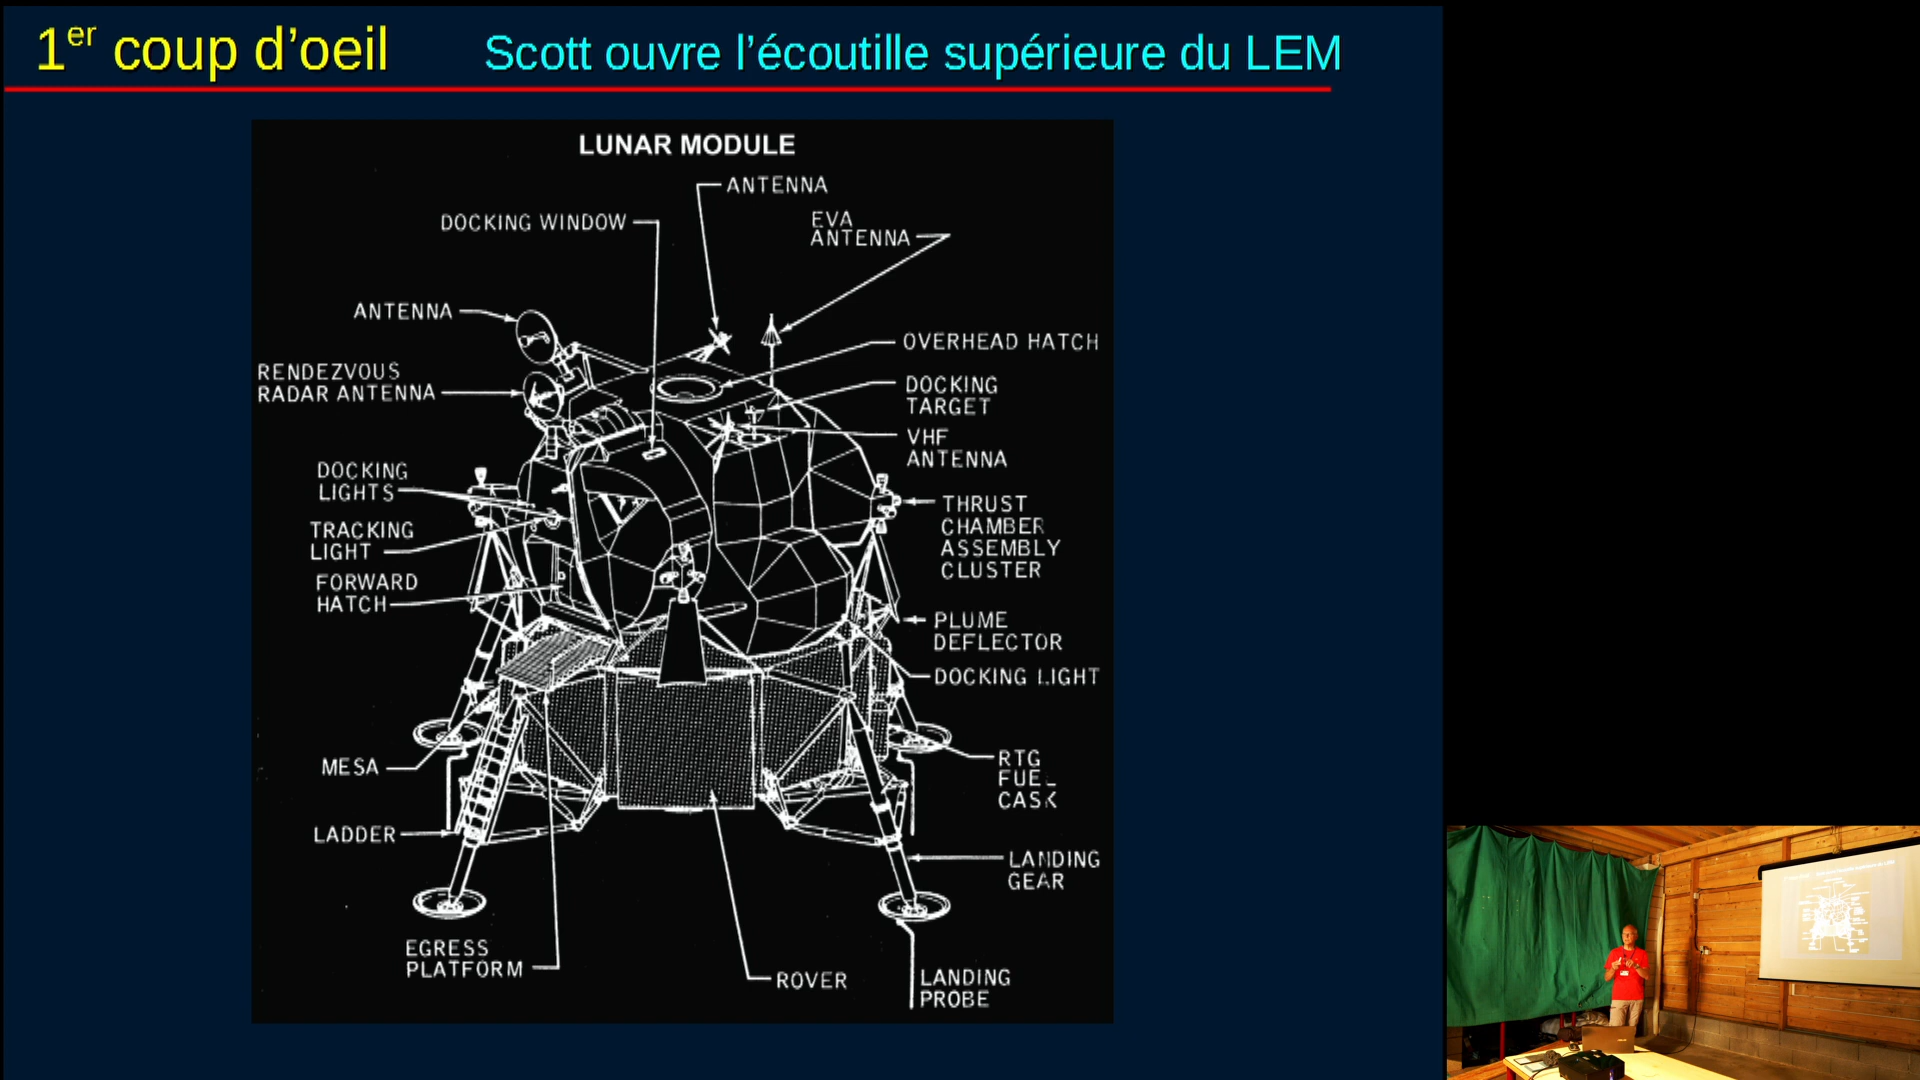 1er coup d'oeil
Scott ouvre l'écoutille supérieure du LEM
LUNAR MODULE
ANTENNA
DOCKING WINDOW
EVA
ANTENNA
ANTENNA
OVERHEAD HATCH
RENDEZVOUS
RADAR ANTENNA
DOCKING
TARGET
VHF
ANTENNA
DOCKING
LIGHTS
THRUST
CHAMBER
ASSEMBLY
CLUSTER
TRACKING
LIGHT
FORWARD
HATCH
PLUME
DEFLECTOR
DOCKING LIGHT
MESA
RTG
FUEL
CASK
LADDER
LANDING
GEAR
EGRESS
PLATFORM
ROVER
LANDING
PROBE